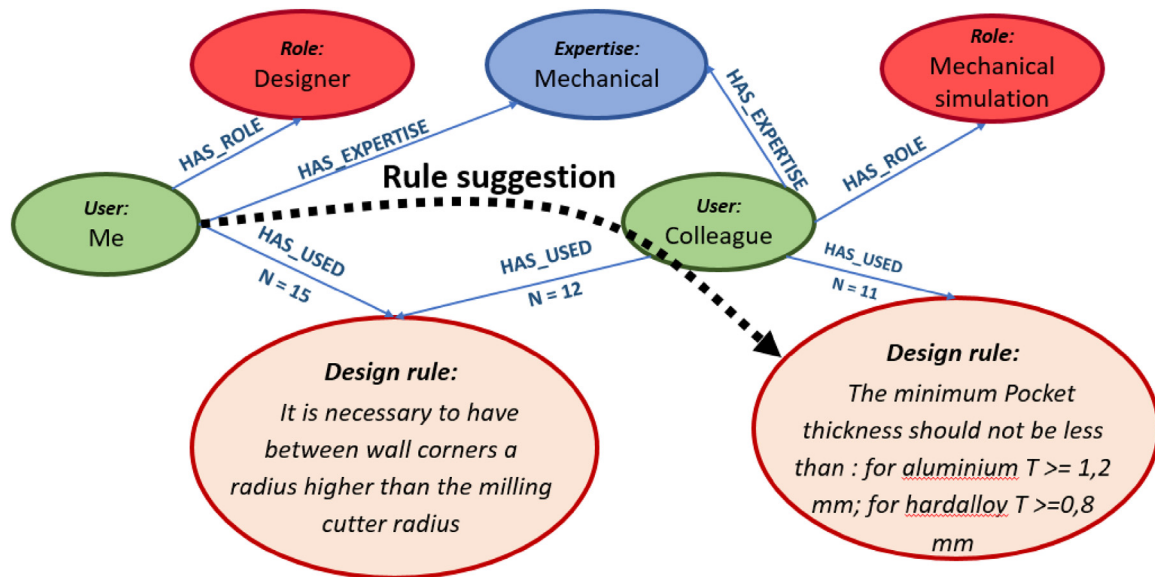 Role:
Designer
Expertise:
Mechanical
Role:
Mechanical
simulation
HAS_ROLE
HAS_EXPERTISE
HAS_EXPERTISE
HAS_ROLE
Rule suggestion
User:
Me
User:
Colleague
HAS_USED
N = 15
HAS_USED
N = 12
HAS_USED
N = 11
Design rule:
It is necessary to have
between wall corners a
radius higher than the milling
cutter radius
Design rule:
The minimum Pocket
thickness should not be less
than : for aluminium T >= 1,2
mm; for hardalloy T >=0,8
mm